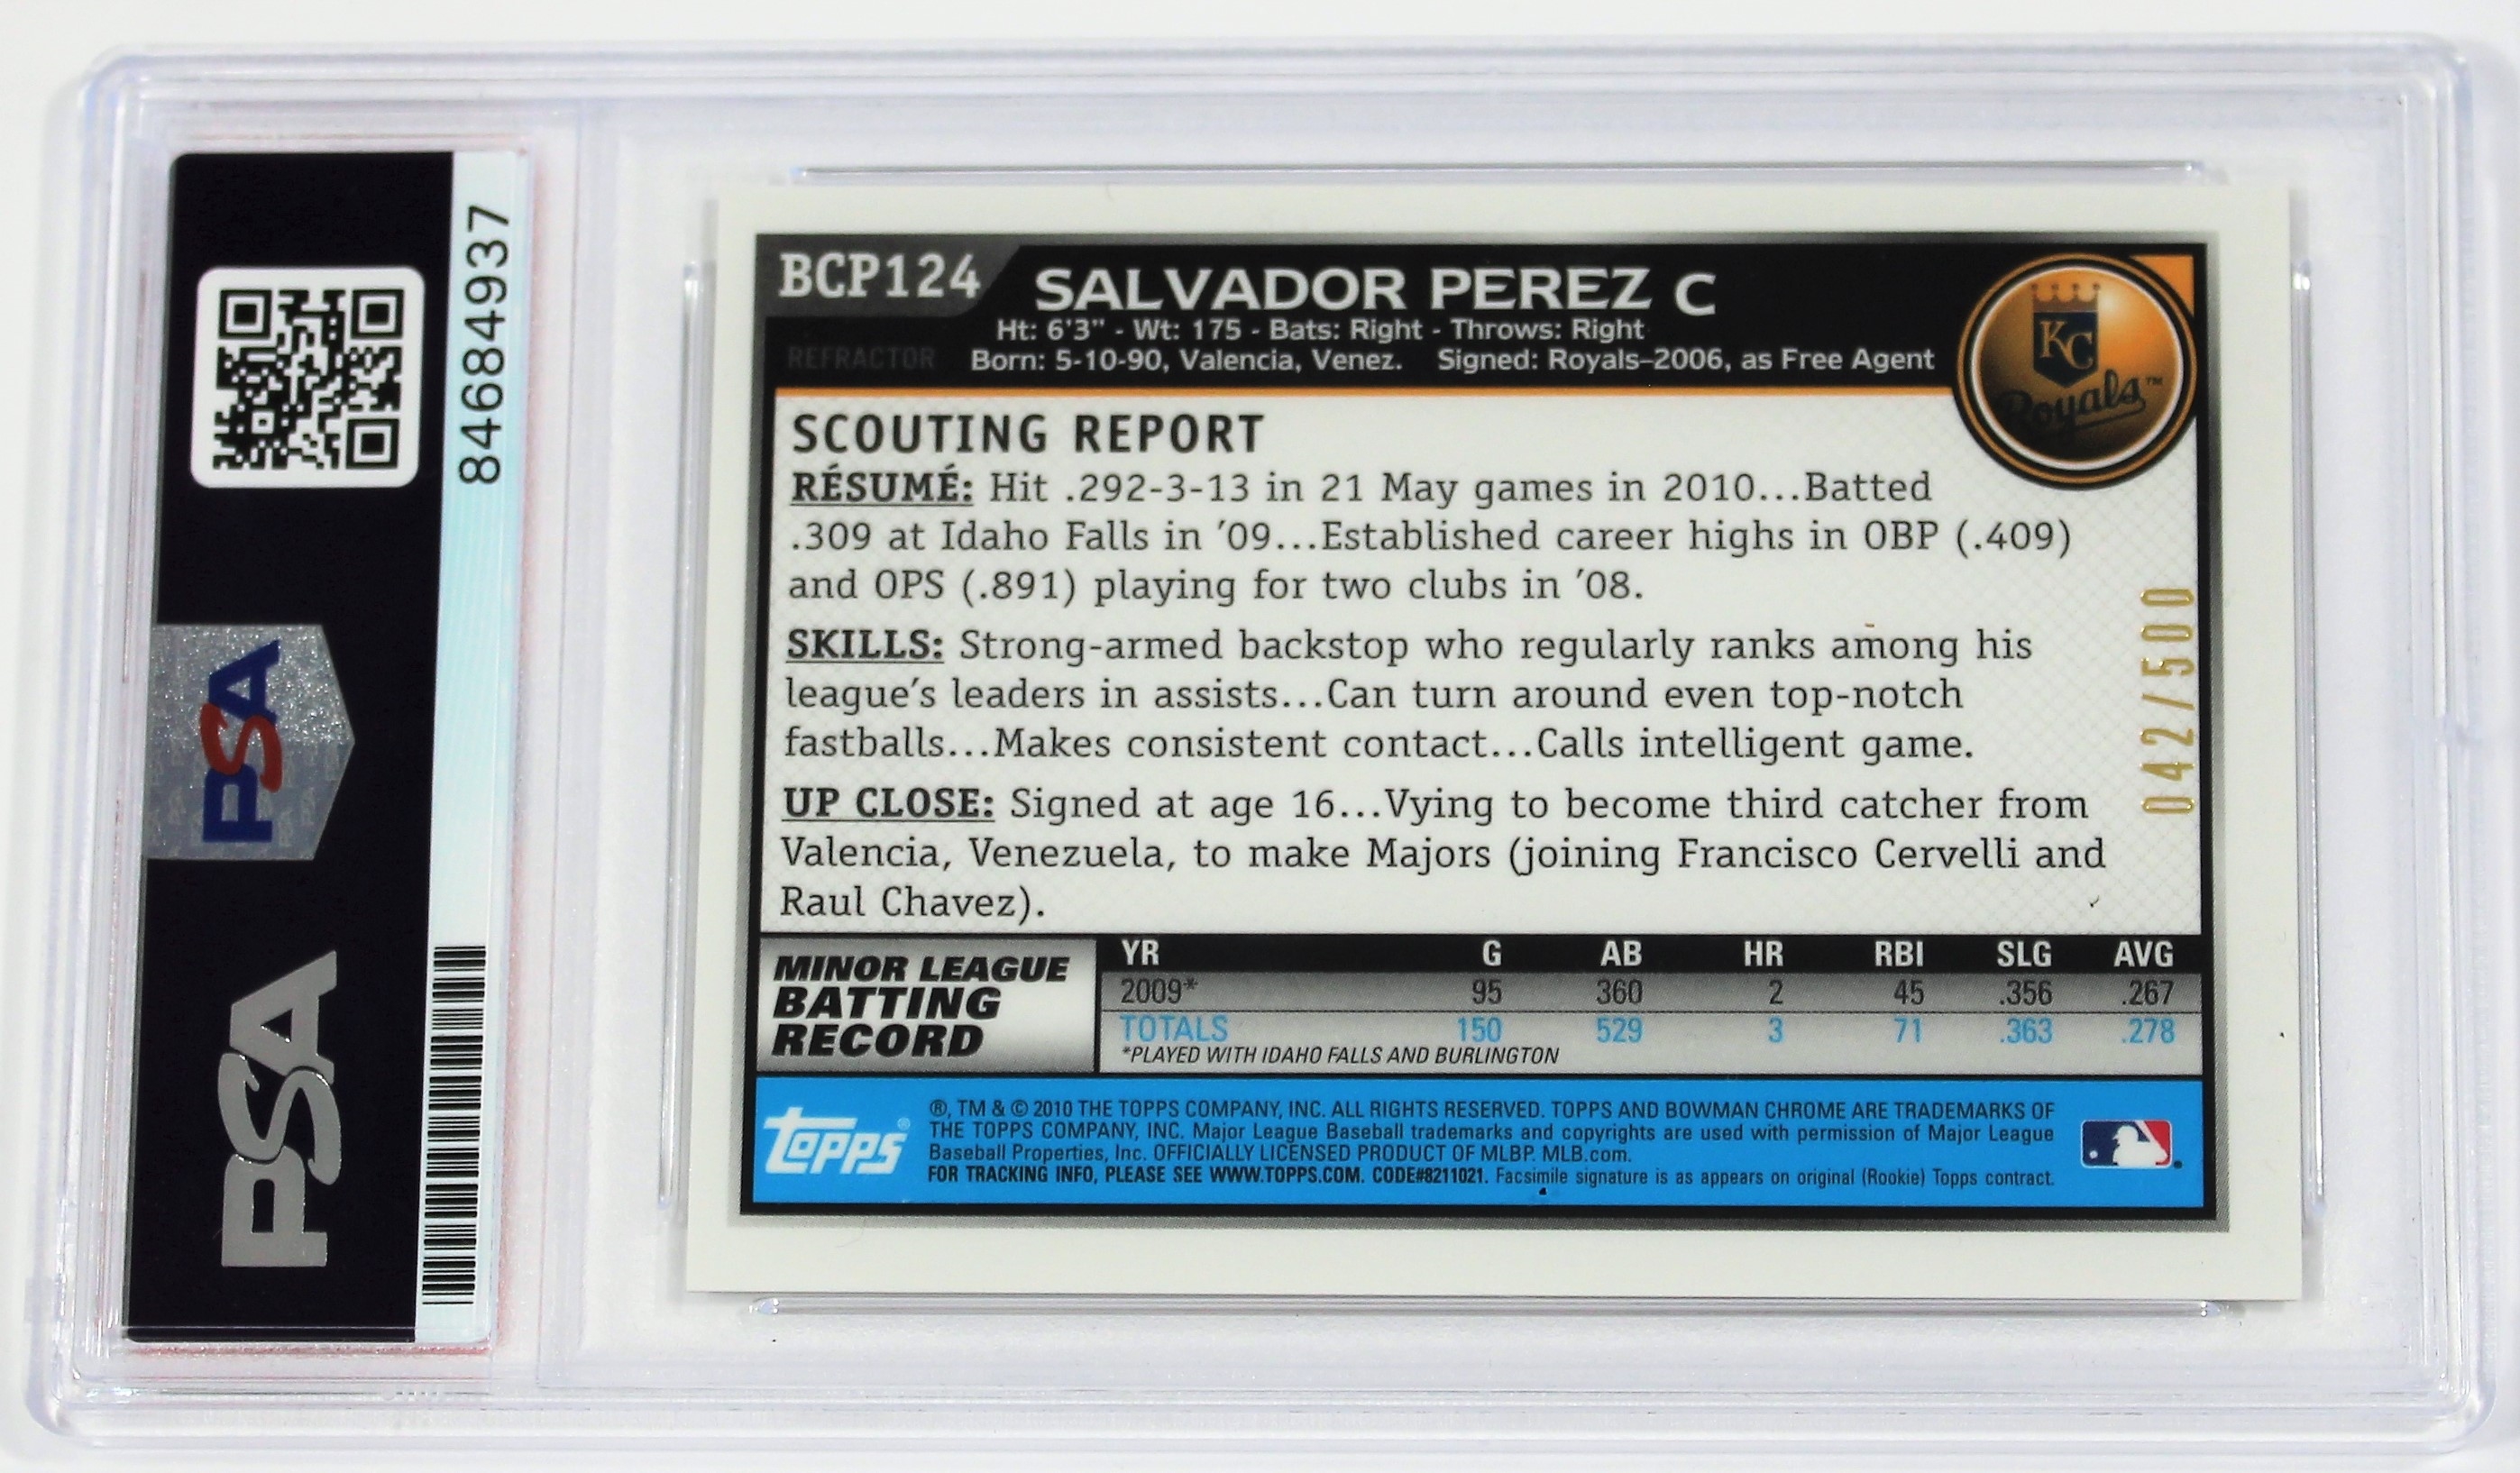 84684937
PSA
PSA
BCP124
SALVADOR PEREZ C
Ht: 6'3" - Wt: 175 - Bats: Right - Throws: Right
REFRACTOR
Born: 5-10-90, Valencia, Venez. Signed: Royals–2006, as Free Agent
KC
Royals™
SCOUTING REPORT
RÉSUMÉ: Hit .292-3-13 in 21 May games in 2010...Batted
.309 at Idaho Falls in ’09...Established career highs in OBP (.409)
and OPS (.891) playing for two clubs in ’08.
SKILLS: Strong-armed backstop who regularly ranks among his
league’s leaders in assists...Can turn around even top-notch
fastballs...Makes consistent contact...Calls intelligent game.
UP CLOSE: Signed at age 16...Vying to become third catcher from
Valencia, Venezuela, to make Majors (joining Francisco Cervelli and
Raul Chavez).
042/500
MINOR LEAGUE
BATTING
RECORD
YR G AB HR RBI SLG AVG
2009* 95 360 2 45 .356 .267
TOTALS 150 529 3 71 .363 .278
*PLAYED WITH IDAHO FALLS AND BURLINGTON
topps®
®, TM & © 2010 THE TOPPS COMPANY, INC. ALL RIGHTS RESERVED. TOPPS AND BOWMAN CHROME ARE TRADEMARKS OF
THE TOPPS COMPANY, INC. Major League Baseball trademarks and copyrights are used with permission of Major League
Baseball Properties, Inc. OFFICIALLY LICENSED PRODUCT OF MLBP. MLB.com.
FOR TRACKING INFO, PLEASE SEE WWW.TOPPS.COM. CODE#8211021. Facsimile signature is as appears on original (Rookie) Topps contract.